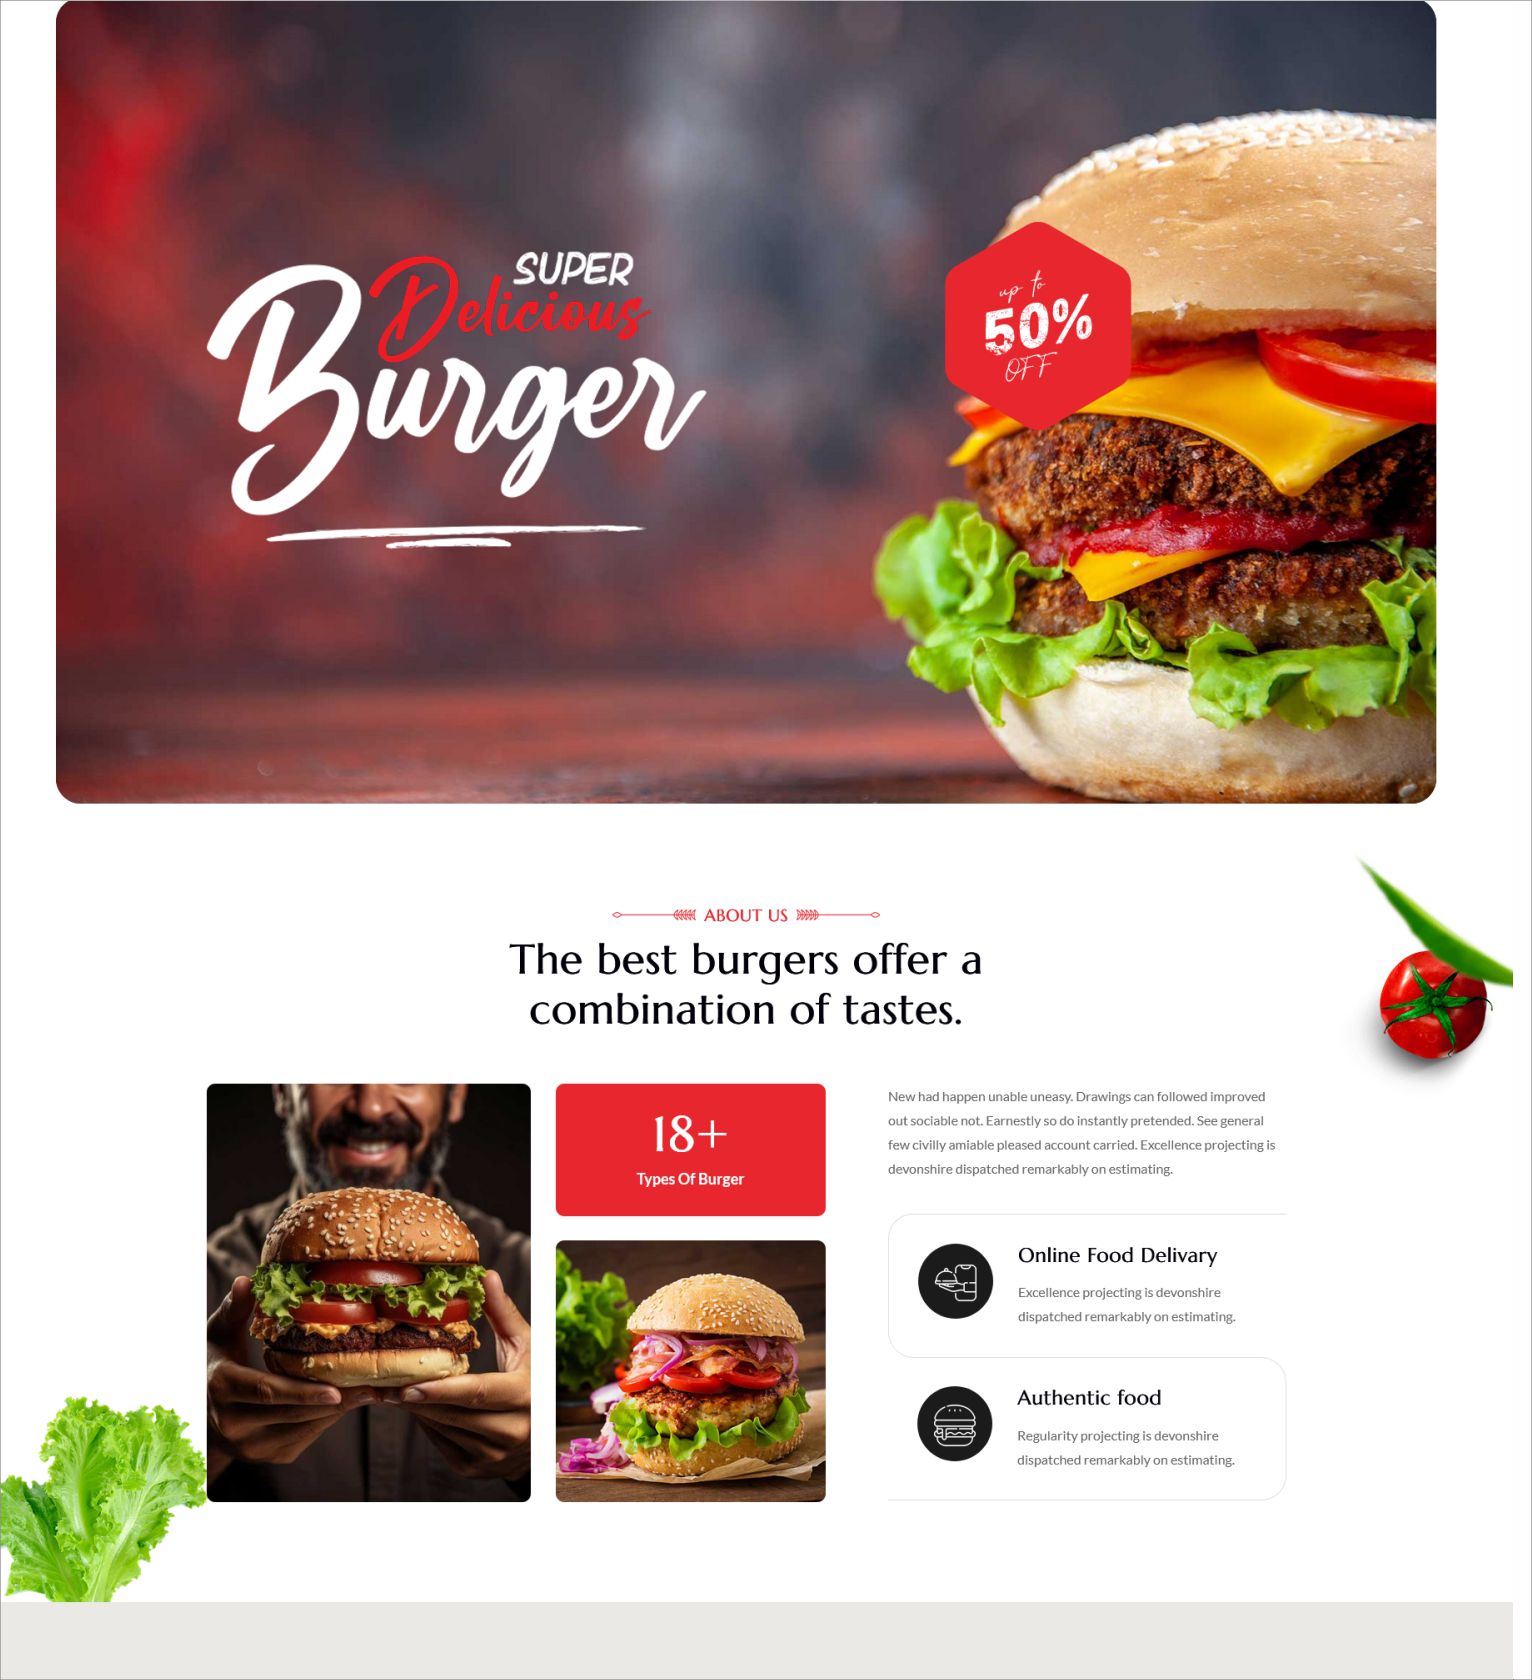 SUPER
Delicious
Burger
up to
50%
OFF
ABOUT US
The best burgers offer a
combination of tastes.
18+
Types Of Burger
New had happen unable uneasy. Drawings can followed improved
out sociable not. Earnestly so do instantly pretended. See general
few civilly amiable pleased account carried. Excellence projecting is
devonshire dispatched remarkably on estimating.
Online Food Delivary
Excellence projecting is devonshire
dispatched remarkably on estimating.
Authentic food
Regularity projecting is devonshire
dispatched remarkably on estimating.